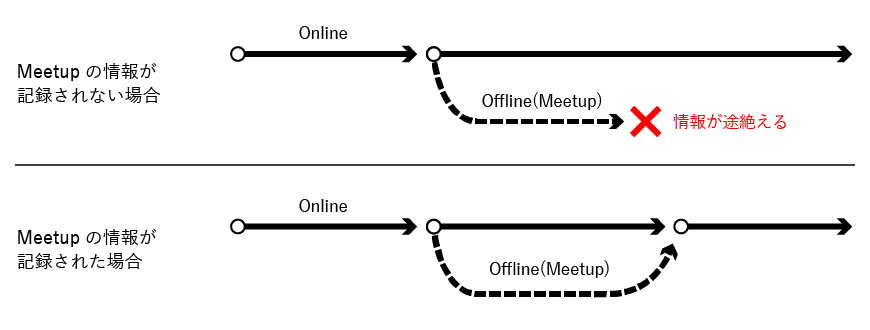 Online
Meetup の情報が
記録されない場合
Offline(Meetup)
情報が途絶える
Online
Meetup の情報が
記録された場合
Offline(Meetup)